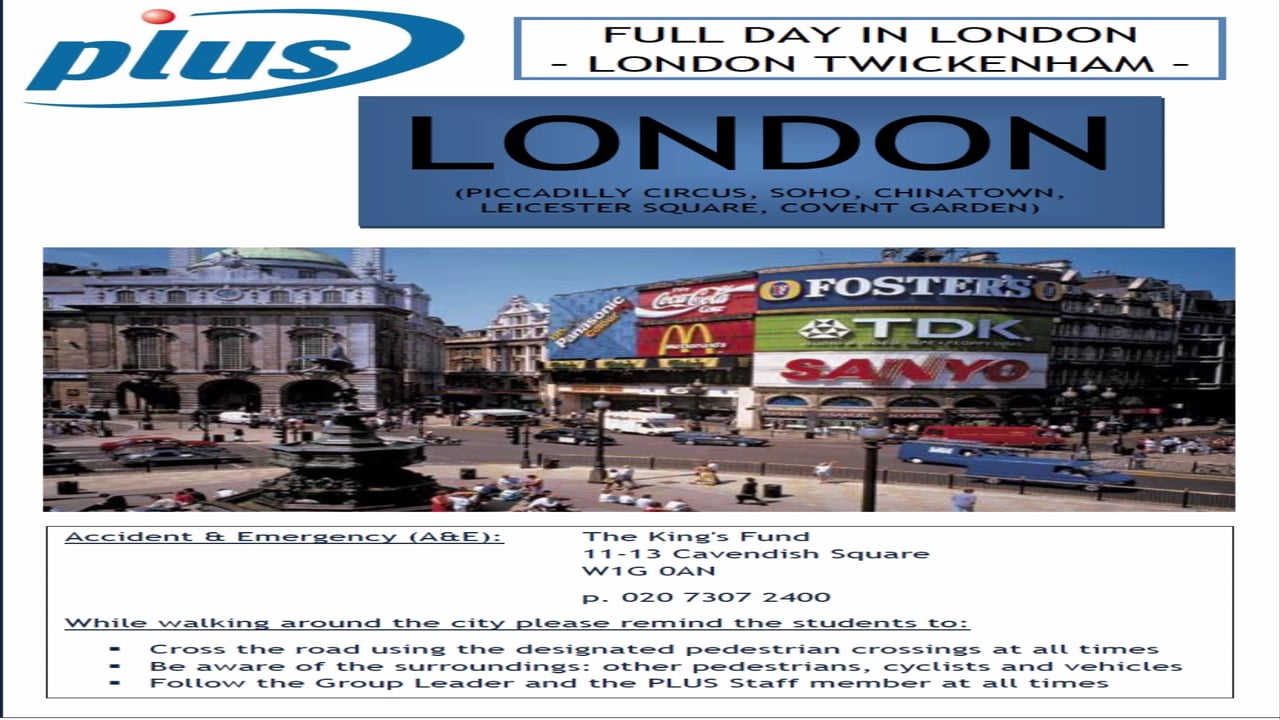 plus
FULL DAY IN LONDON
- LONDON TWICKENHAM -
LONDON
(PICCADILLY CIRCUS, SOHO, CHINATOWN,
LEICESTER SQUARE, COVENT GARDEN)
Panasonic
Coca-Cola
Coke
McDonald's
FOSTER'S
TDK
SANYO
Accident & Emergency (A&E):
The King's Fund
11-13 Cavendish Square
W1G 0AN
p. 020 7307 2400
While walking around the city please remind the students to:
▪ Cross the road using the designated pedestrian crossings at all times
▪ Be aware of the surroundings: other pedestrians, cyclists and vehicles
▪ Follow the Group Leader and the PLUS Staff member at all times